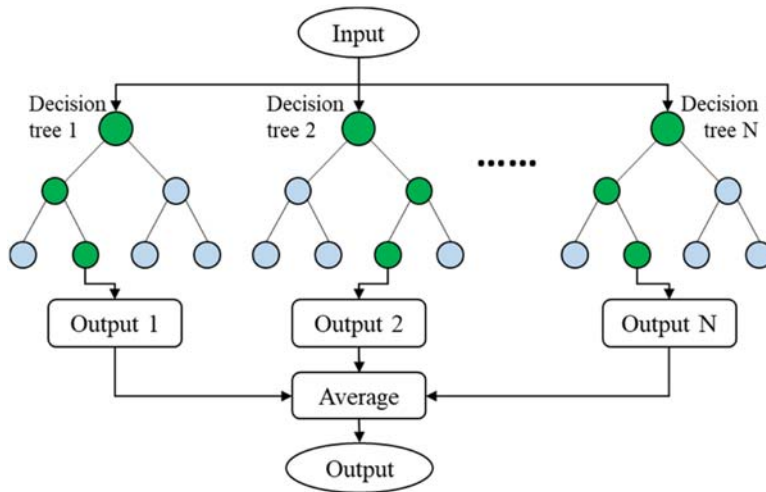 Input
Decision
tree 1
Decision
tree 2
Decision
tree N
.......
Output 1
Output 2
Output N
Average
Output